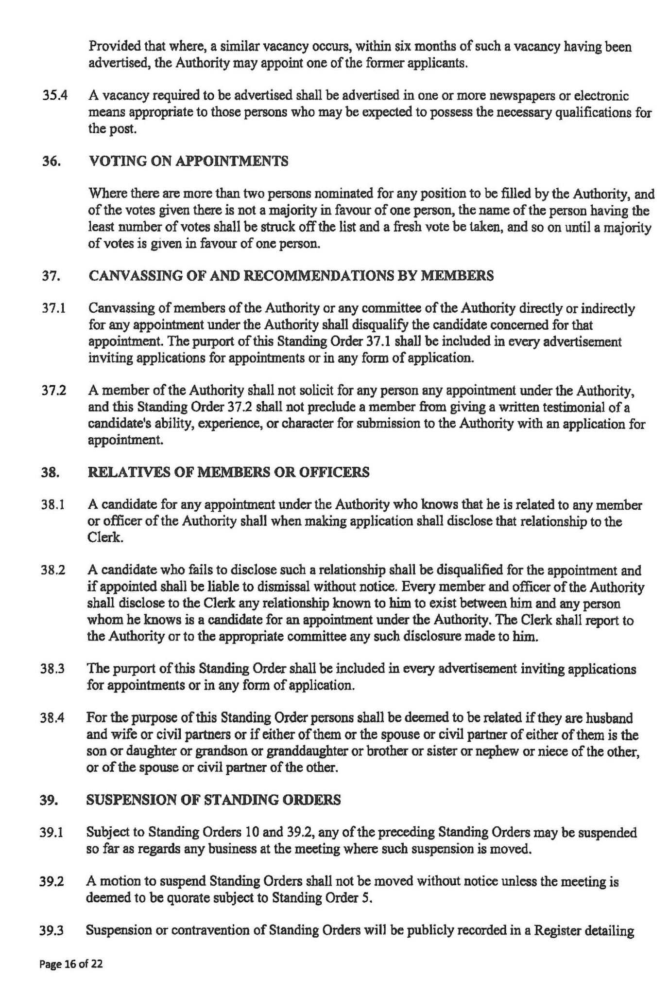 Provided that where, a similar vacancy occurs, within six months of such a vacancy having been
advertised, the Authority may appoint one of the former applicants.
35.4 A vacancy required to be advertised shall be advertised in one or more newspapers or electronic
means appropriate to those persons who may be expected to possess the necessary qualifications for
the post.
36. VOTING ON APPOINTMENTS
Where there are more than two persons nominated for any position to be filled by the Authority, and
of the votes given there is not a majority in favour of one person, the name of the person having the
least number of votes shall be struck off the list and a fresh vote be taken, and so on until a majority
of votes is given in favour of one person.
37. CANVASSING OF AND RECOMMENDATIONS BY MEMBERS
37.1 Canvassing of members of the Authority or any committee of the Authority directly or indirectly
for any appointment under the Authority shall disqualify the candidate concerned for that
appointment. The purport of this Standing Order 37.1 shall be included in every advertisement
inviting applications for appointments or in any form of application.
37.2 A member of the Authority shall not solicit for any person any appointment under the Authority,
and this Standing Order 37.2 shall not preclude a member from giving a written testimonial of a
candidate's ability, experience, or character for submission to the Authority with an application for
appointment.
38. RELATIVES OF MEMBERS OR OFFICERS
38.1 A candidate for any appointment under the Authority who knows that he is related to any member
or officer of the Authority shall when making application shall disclose that relationship to the
Clerk.
38.2 A candidate who fails to disclose such a relationship shall be disqualified for the appointment and
if appointed shall be liable to dismissal without notice. Every member and officer of the Authority
shall disclose to the Clerk any relationship known to him to exist between him and any person
whom he knows is a candidate for an appointment under the Authority. The Clerk shall report to
the Authority or to the appropriate committee any such disclosure made to him.
38.3 The purport of this Standing Order shall be included in every advertisement inviting applications
for appointments or in any form of application.
38.4 For the purpose of this Standing Order persons shall be deemed to be related if they are husband
and wife or civil partners or if either of them or the spouse or civil partner of either of them is the
son or daughter or grandson or granddaughter or brother or sister or nephew or niece of the other,
or of the spouse or civil partner of the other.
39. SUSPENSION OF STANDING ORDERS
39.1 Subject to Standing Orders 10 and 39.2, any of the preceding Standing Orders may be suspended
so far as regards any business at the meeting where such suspension is moved.
39.2 A motion to suspend Standing Orders shall not be moved without notice unless the meeting is
deemed to be quorate subject to Standing Order 5.
39.3 Suspension or contravention of Standing Orders will be publicly recorded in a Register detailing
Page 16 of 22